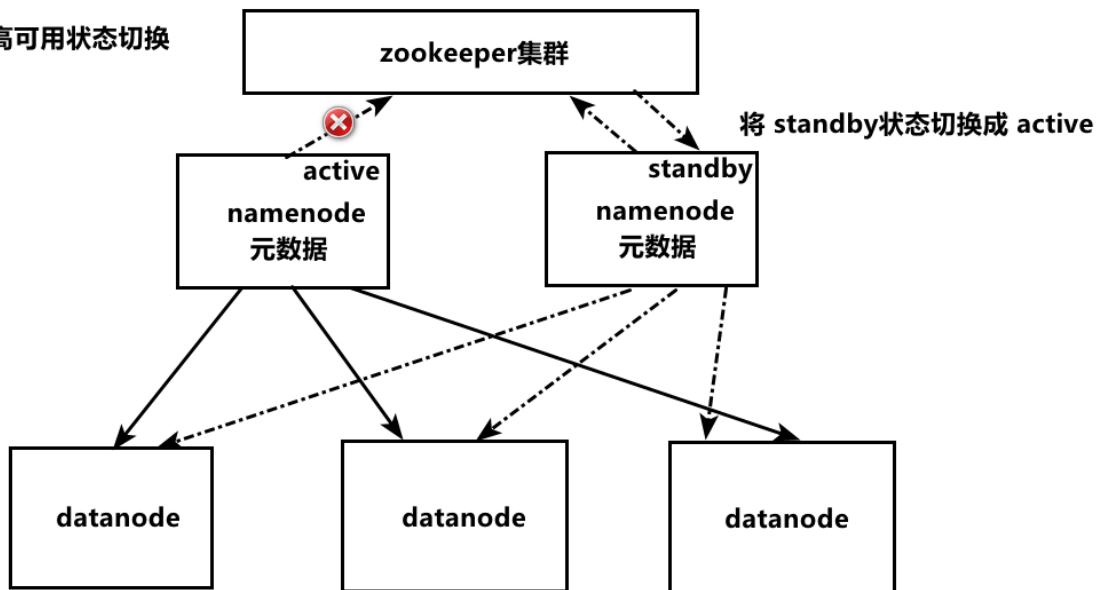 高可用状态切换
zookeeper集群
将 standby状态切换成 active
active
namenode
元数据
standby
namenode
元数据
datanode
datanode
datanode